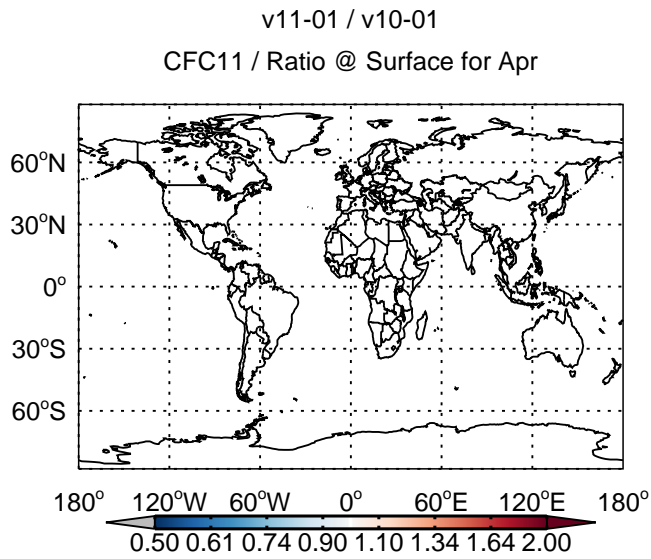 v11-01 / v10-01
CFC11 / Ratio @ Surface for Apr
60°N
30°N
0°
30°S
60°S
180° 120°W 60°W 0° 60°E 120°E 180°
0.50 0.61 0.74 0.90 1.10 1.34 1.64 2.00